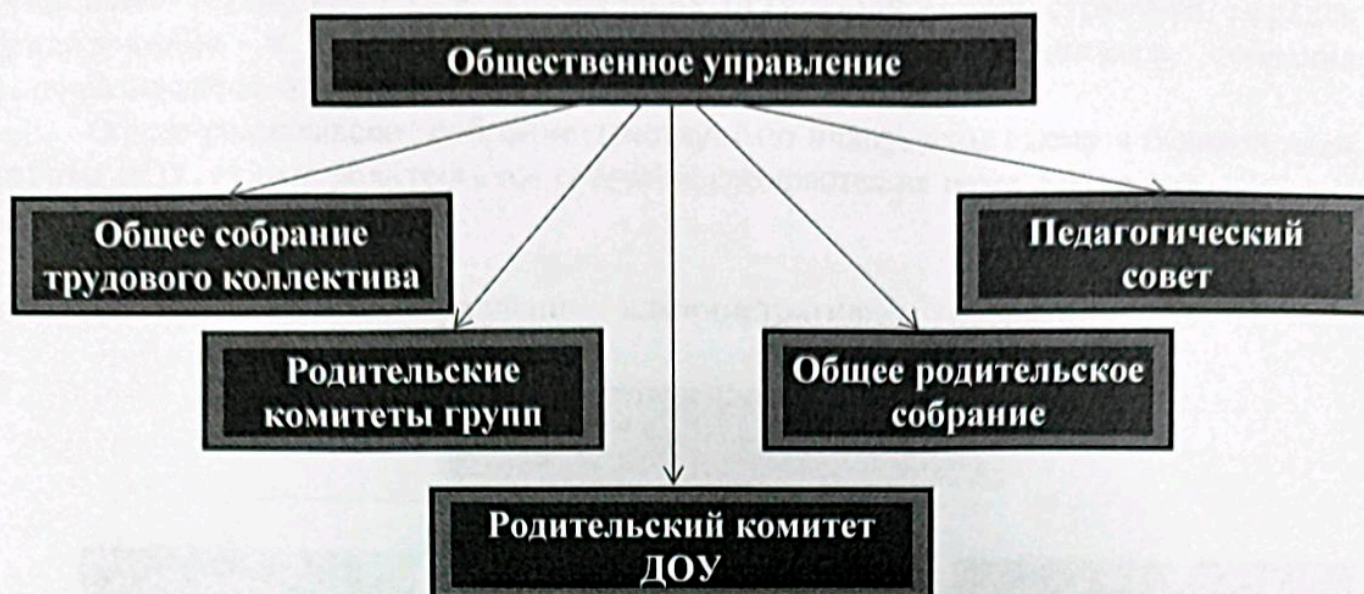 Общественное управление
Общее собрание
трудового коллектива
Педагогический
совет
Родительские
комитеты групп
Общее родительское
собрание
Родительский комитет
ДОУ